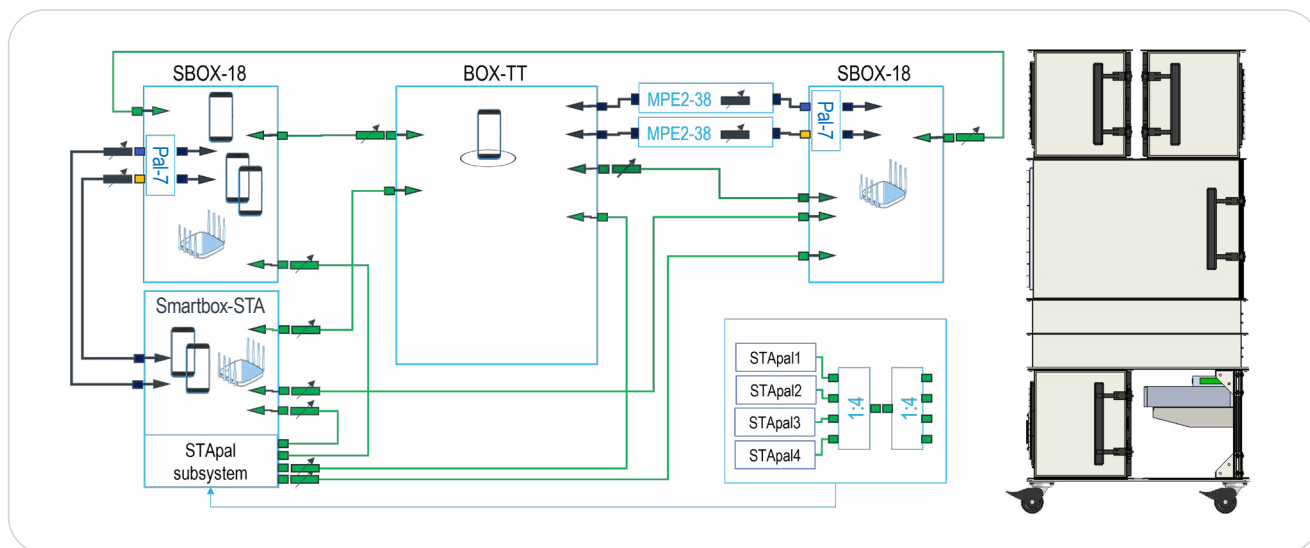 SBOX-18
BOX-TT
SBOX-18
MPE2-38
MPE2-38
Pal-7
Pal-7
Smartbox-STA
STApal
subsystem
STApal1
STApal2
STApal3
STApal4
1:4
1:4